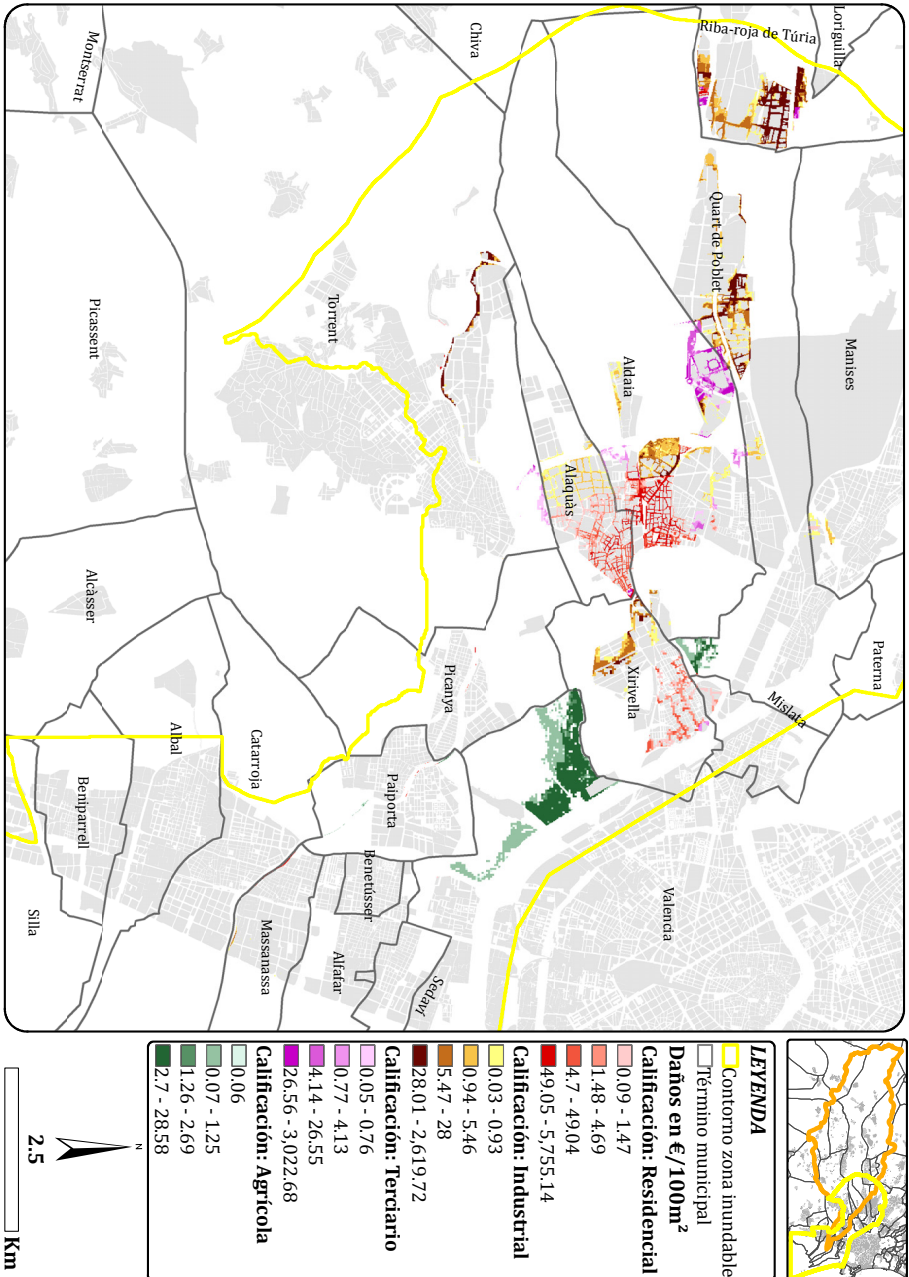 Loriguilla
Riba-roja de Túria
Chiva
Montserrat
Quart de Poblet
Manises
Torrent
Picassent
Aldaia
Alaquàs
Alcàsser
Paterna
Mislata
Xirivella
Picanya
Albal
Catarroja
Beniparrell
Paiporta
Benetússer
Valencia
Silla
Massanassa
Alfafar
Sedaví
LEYENDA
Contorno zona inundable
Término municipal
Daños en €/100m²
Calificación: Residencial
0.09 - 1.47
1.48 - 4.69
4.7 - 49.04
49.05 - 5,755.14
Calificación: Industrial
0.03 - 0.93
0.94 - 5.46
5.47 - 28
28.01 - 2,619.72
Calificación: Terciario
0.05 - 0.76
0.77 - 4.13
4.14 - 26.55
26.56 - 3,022.68
Calificación: Agrícola
0.06
0.07 - 1.25
1.26 - 2.69
2.7 - 28.58
N
2.5
Km